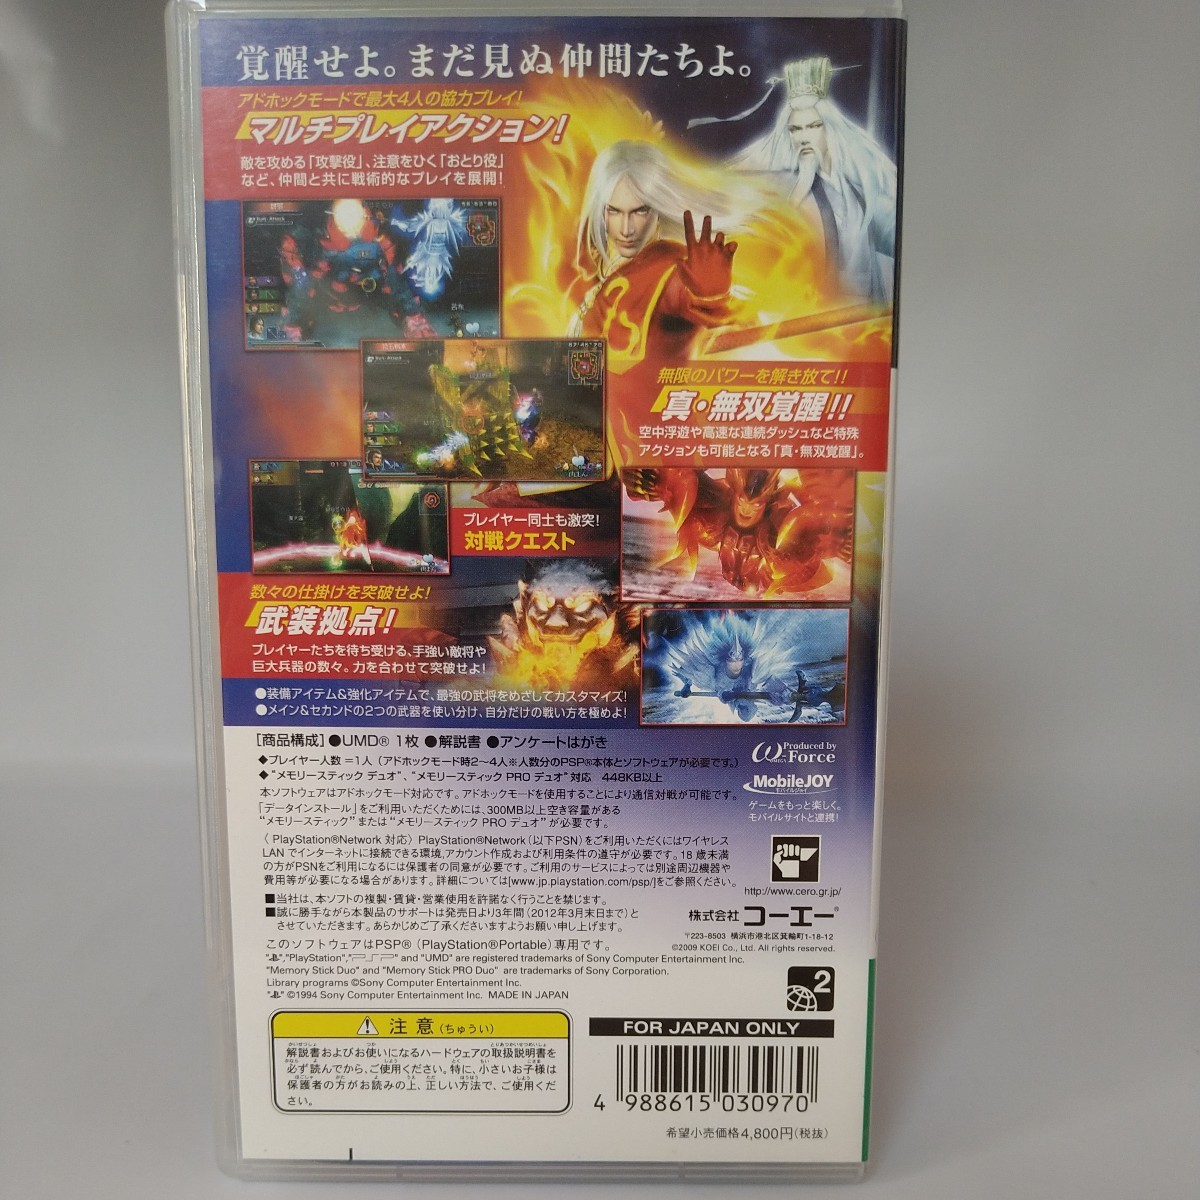 覚醒せよ。まだ見ぬ仲間たちよ。
アドホックモードで最大4人の協力プレイ!
マルチプレイアクション!
敵を攻める「攻撃役」、注意をひく「おとり役」
など、仲間と共に戦術的なプレイを展開!
無限のパワーを解き放て!!
真・無双覚醒!!
空中浮遊や高速な連続ダッシュなど特殊
アクションも可能となる「真・無双覚醒」。
プレイヤー同士も激突!
対戦クエスト
数々の仕掛けを突破せよ!
武装拠点!
プレイヤーたちを待ち受ける、手強い敵将や
巨大兵器の数々。力を合わせて突破せよ!
●装備アイテム&強化アイテムで、最強の武将をめざしてカスタマイズ!
●メイン&セカンドの2つの武器を使い分け、自分だけの戦い方を極めよ!
[商品構成] ●UMD® 1枚 ●解説書 ●アンケートはがき
◆プレイヤー人数 =1人 (アドホックモード時2〜4人※人数分のPSP®本体とソフトウェアが必要です。)
◆"メモリースティック デュオ"、"メモリースティック PRO デュオ" 対応 448KB以上
本ソフトウェアはアドホックモード対応です。アドホックモードを使用することにより通信対戦が可能です。
「データインストール」をご利用いただくためには、300MB以上空き容量がある
"メモリースティック"または"メモリースティック PRO デュオ"が必要です。
〈 PlayStation®Network 対応〉PlayStation®Network (以下PSN)をご利用いただくにはワイヤレス
LAN でインターネットに接続できる環境,アカウント作成および利用条件の遵守が必要です。18 歳未満
の方がPSNをご利用になるには保護者の同意が必要です。ご利用のサービスによっては別途周辺機器や
費用等が必要になる場合があります。詳細については[www.jp.playstation.com/psp/]をご参照ください。
■当社は、本ソフトの複製・賃貸・営業使用を許諾なく行うことを禁じます。
■誠に勝手ながら本製品のサポートは発売日より3年間(2012年3月末日まで)と
させていただきます。あらかじめご了承くださいますようお願い申し上げます。
このソフトウェアはPSP® (PlayStation®Portable) 専用です。
" ","PlayStation","PSP" and "UMD" are registered trademarks of Sony Computer Entertainment Inc.
"Memory Stick Duo" and "Memory Stick PRO Duo" are trademarks of Sony Corporation.
Library programs ©Sony Computer Entertainment Inc.
" " ©1994 Sony Computer Entertainment Inc. MADE IN JAPAN
Produced by
ω-Force
OMEGA
MobileJOY
モバイルジョイ
ゲームをもっと楽しく。
モバイルサイトと連携!
http://www.cero.gr.jp/
株式会社 コーエー®
〒223-8503 横浜市港北区箕輪町1-18-12
©2009 KOEI Co., Ltd. All rights reserved.
2
FOR JAPAN ONLY
注意(ちゅうい)
解説書およびお使いになるハードウェアの取扱説明書を
必ず読んでから、ご使用ください。特に、小さいお子様は
保護者の方がお読みの上、正しい方法で、ご使用くだ
さい。
4 988615 030970
希望小売価格4,800円(税抜)